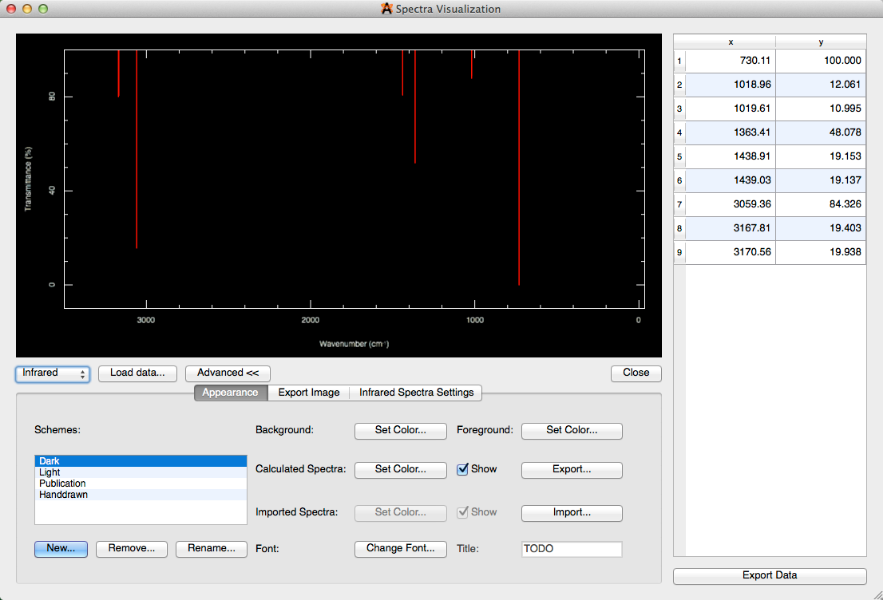 Spectra Visualization
80
40
0
Transmittance (%)
3000 2000 1000 0
Wavenumber (cm⁻¹)
x y
1 730.11 100.000
2 1018.96 12.061
3 1019.61 10.995
4 1363.41 48.078
5 1438.91 19.153
6 1439.03 19.137
7 3059.36 84.326
8 3167.81 19.403
9 3170.56 19.938
Infrared Load data... Advanced << Close
Appearance Export Image Infrared Spectra Settings
Schemes: Background: Set Color... Foreground: Set Color...
Dark
Light
Publication
Handdrawn
Calculated Spectra: Set Color... Show Export...
Imported Spectra: Set Color... Show Import...
New... Remove... Rename... Font: Change Font... Title: TODO
Export Data